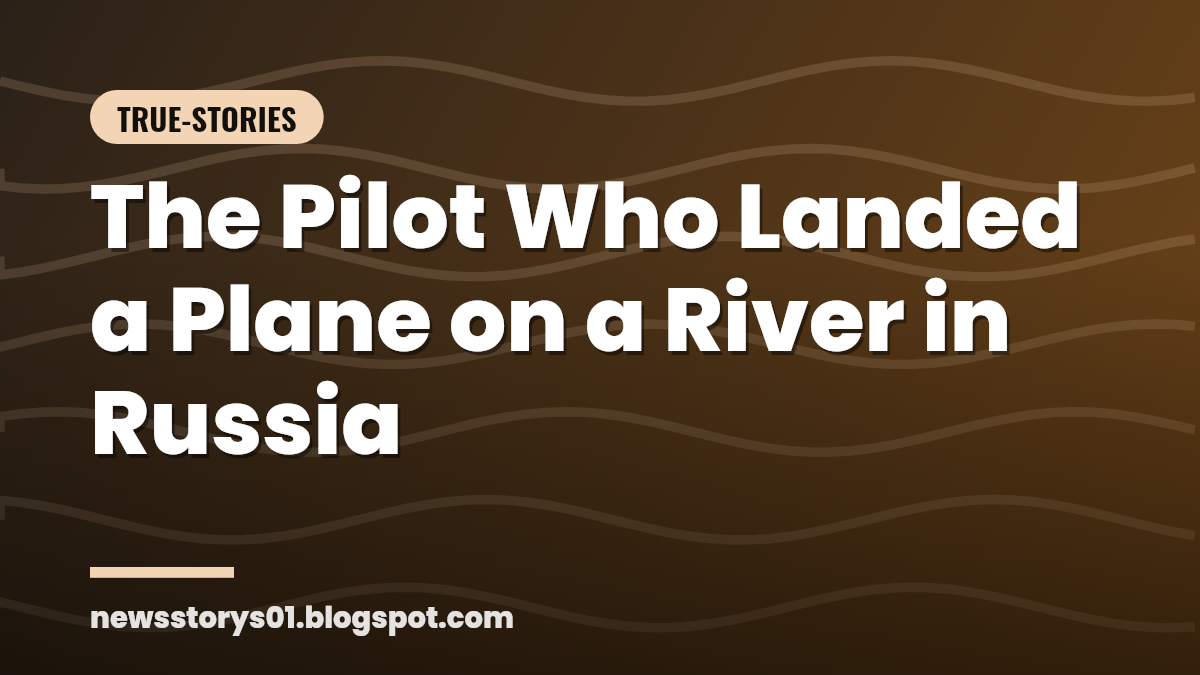 TRUE-STORIES
The Pilot Who Landed
a Plane on a River in
Russia
newsstorys01.blogspot.com